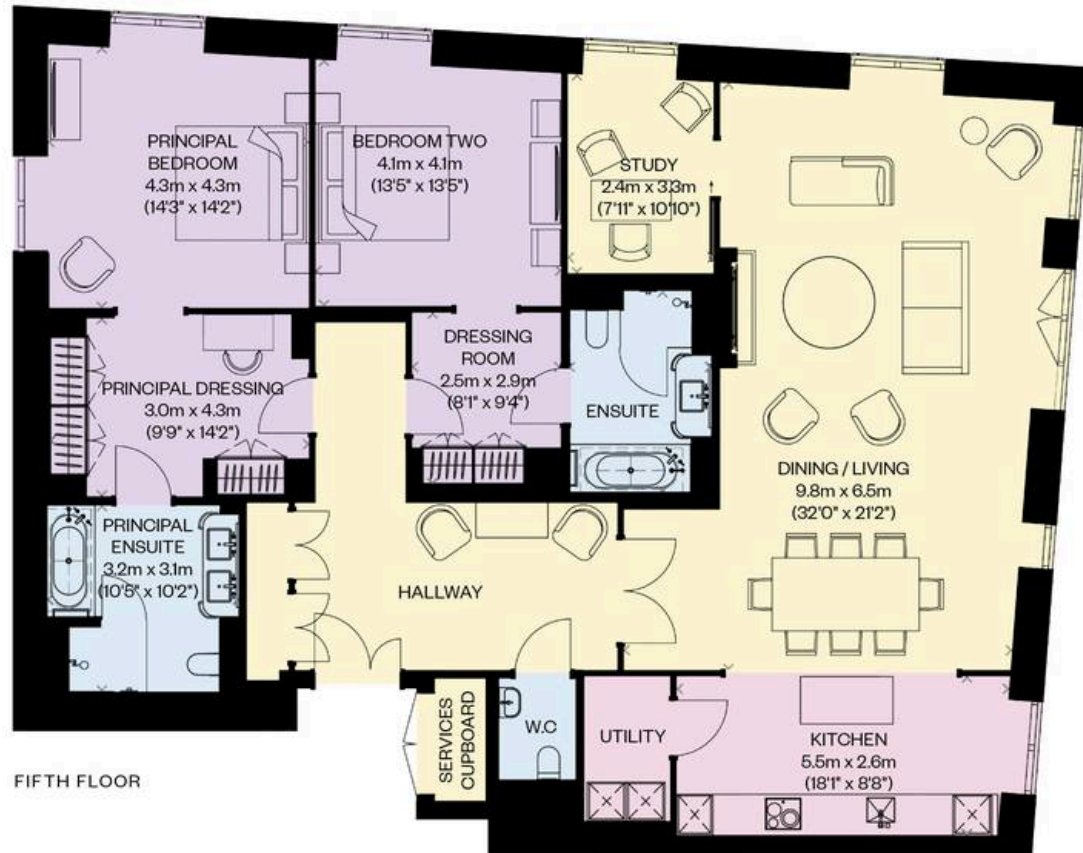 PRINCIPAL
BEDROOM
4.3m x 4.3m
(14'3" x 14'2")
BEDROOM TWO
4.1m x 4.1m
(13'5" x 13'5")
STUDY
2.4m x 3.3m
(7'11" x 10'10")
PRINCIPAL DRESSING
3.0m x 4.3m
(9'9" x 14'2")
DRESSING
ROOM
2.5m x 2.9m
(8'1" x 9'4")
ENSUITE
DINING / LIVING
9.8m x 6.5m
(32'0" x 21'2")
PRINCIPAL
ENSUITE
3.2m x 3.1m
(10'5" x 10'2")
HALLWAY
SERVICES
CUPBOARD
W.C
UTILITY
KITCHEN
5.5m x 2.6m
(18'1" x 8'8")
FIFTH FLOOR